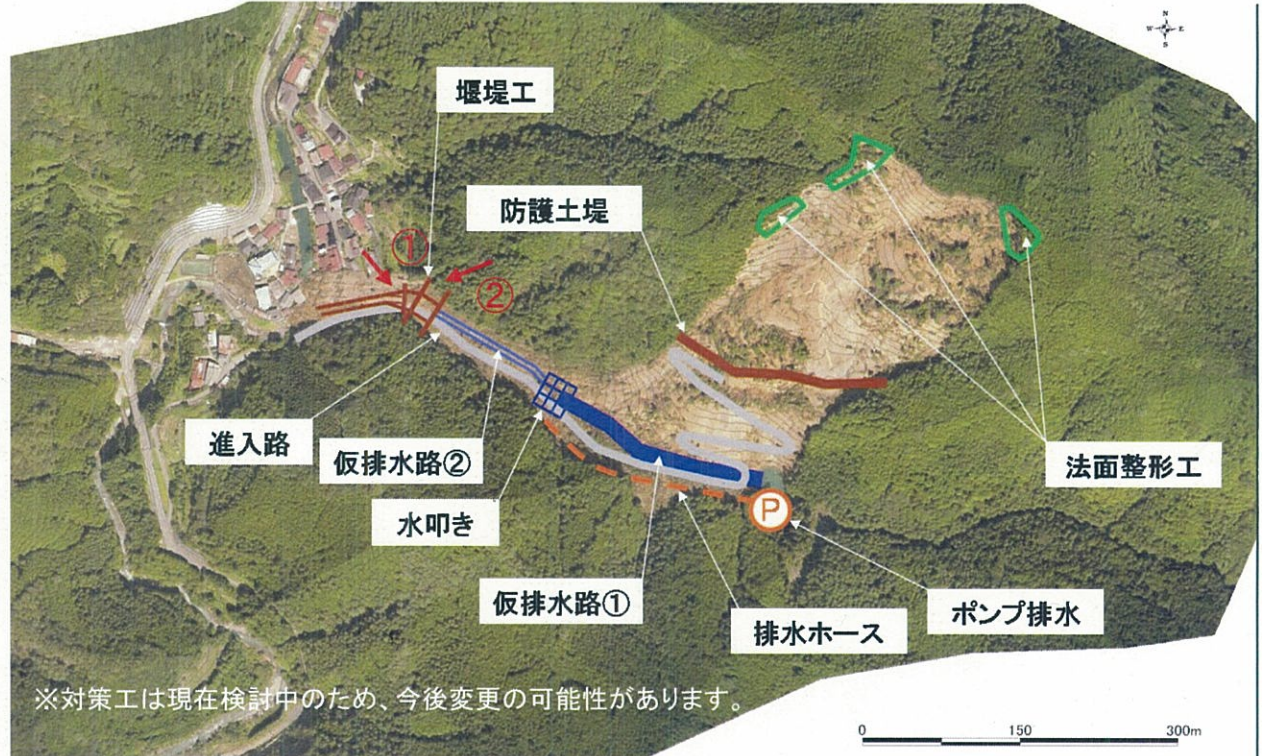 N
W E
S
堰堤工
防護土堤
①
②
進入路
仮排水路②
水叩き
法面整形工
P
仮排水路①
排水ホース
ポンプ排水
※対策工は現在検討中のため、今後変更の可能性があります。
0 150 300m